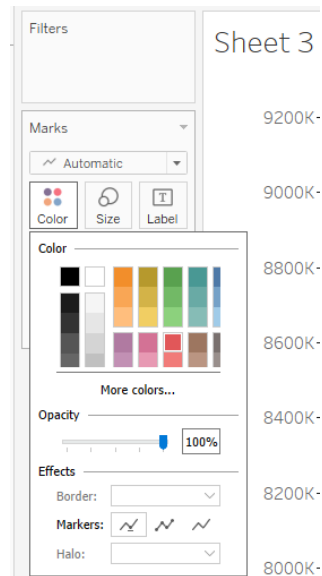 Filters
Sheet 3
Marks
Automatic
Color
Size
T
Label
Color
More colors...
Opacity
100%
Effects
Border:
Markers:
Halo:
9200K
9000K
8800K
8600K
8400K
8200K
8000K